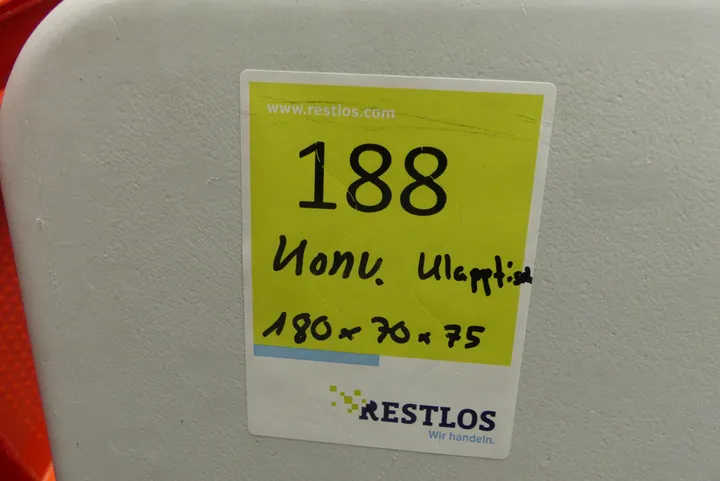 www.restlos.com
188
Konv. Klapptisch
180 x 70 x 75
RESTLOS
Wir handeln.